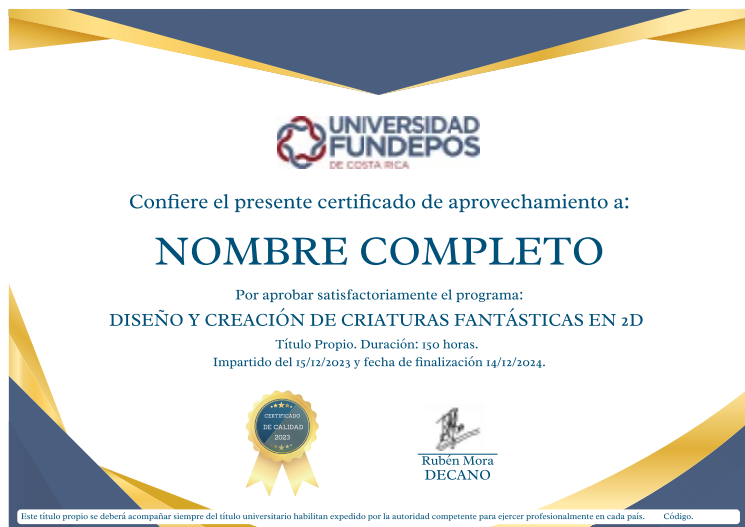 UNIVERSIDAD
FUNDEPOS
DE COSTA RICA
Confiere el presente certificado de aprovechamiento a:
NOMBRE COMPLETO
Por aprobar satisfactoriamente el programa:
DISEÑO Y CREACIÓN DE CRIATURAS FANTÁSTICAS EN 2D
Título Propio. Duración: 150 horas.
Impartido del 15/12/2023 y fecha de finalización 14/12/2024.
CERTIFICADO
DE CALIDAD
2023
Rubén Mora
DECANO
Este título propio se deberá acompañar siempre del título universitario habilitan expedido por la autoridad competente para ejercer profesionalmente en cada país. Código.